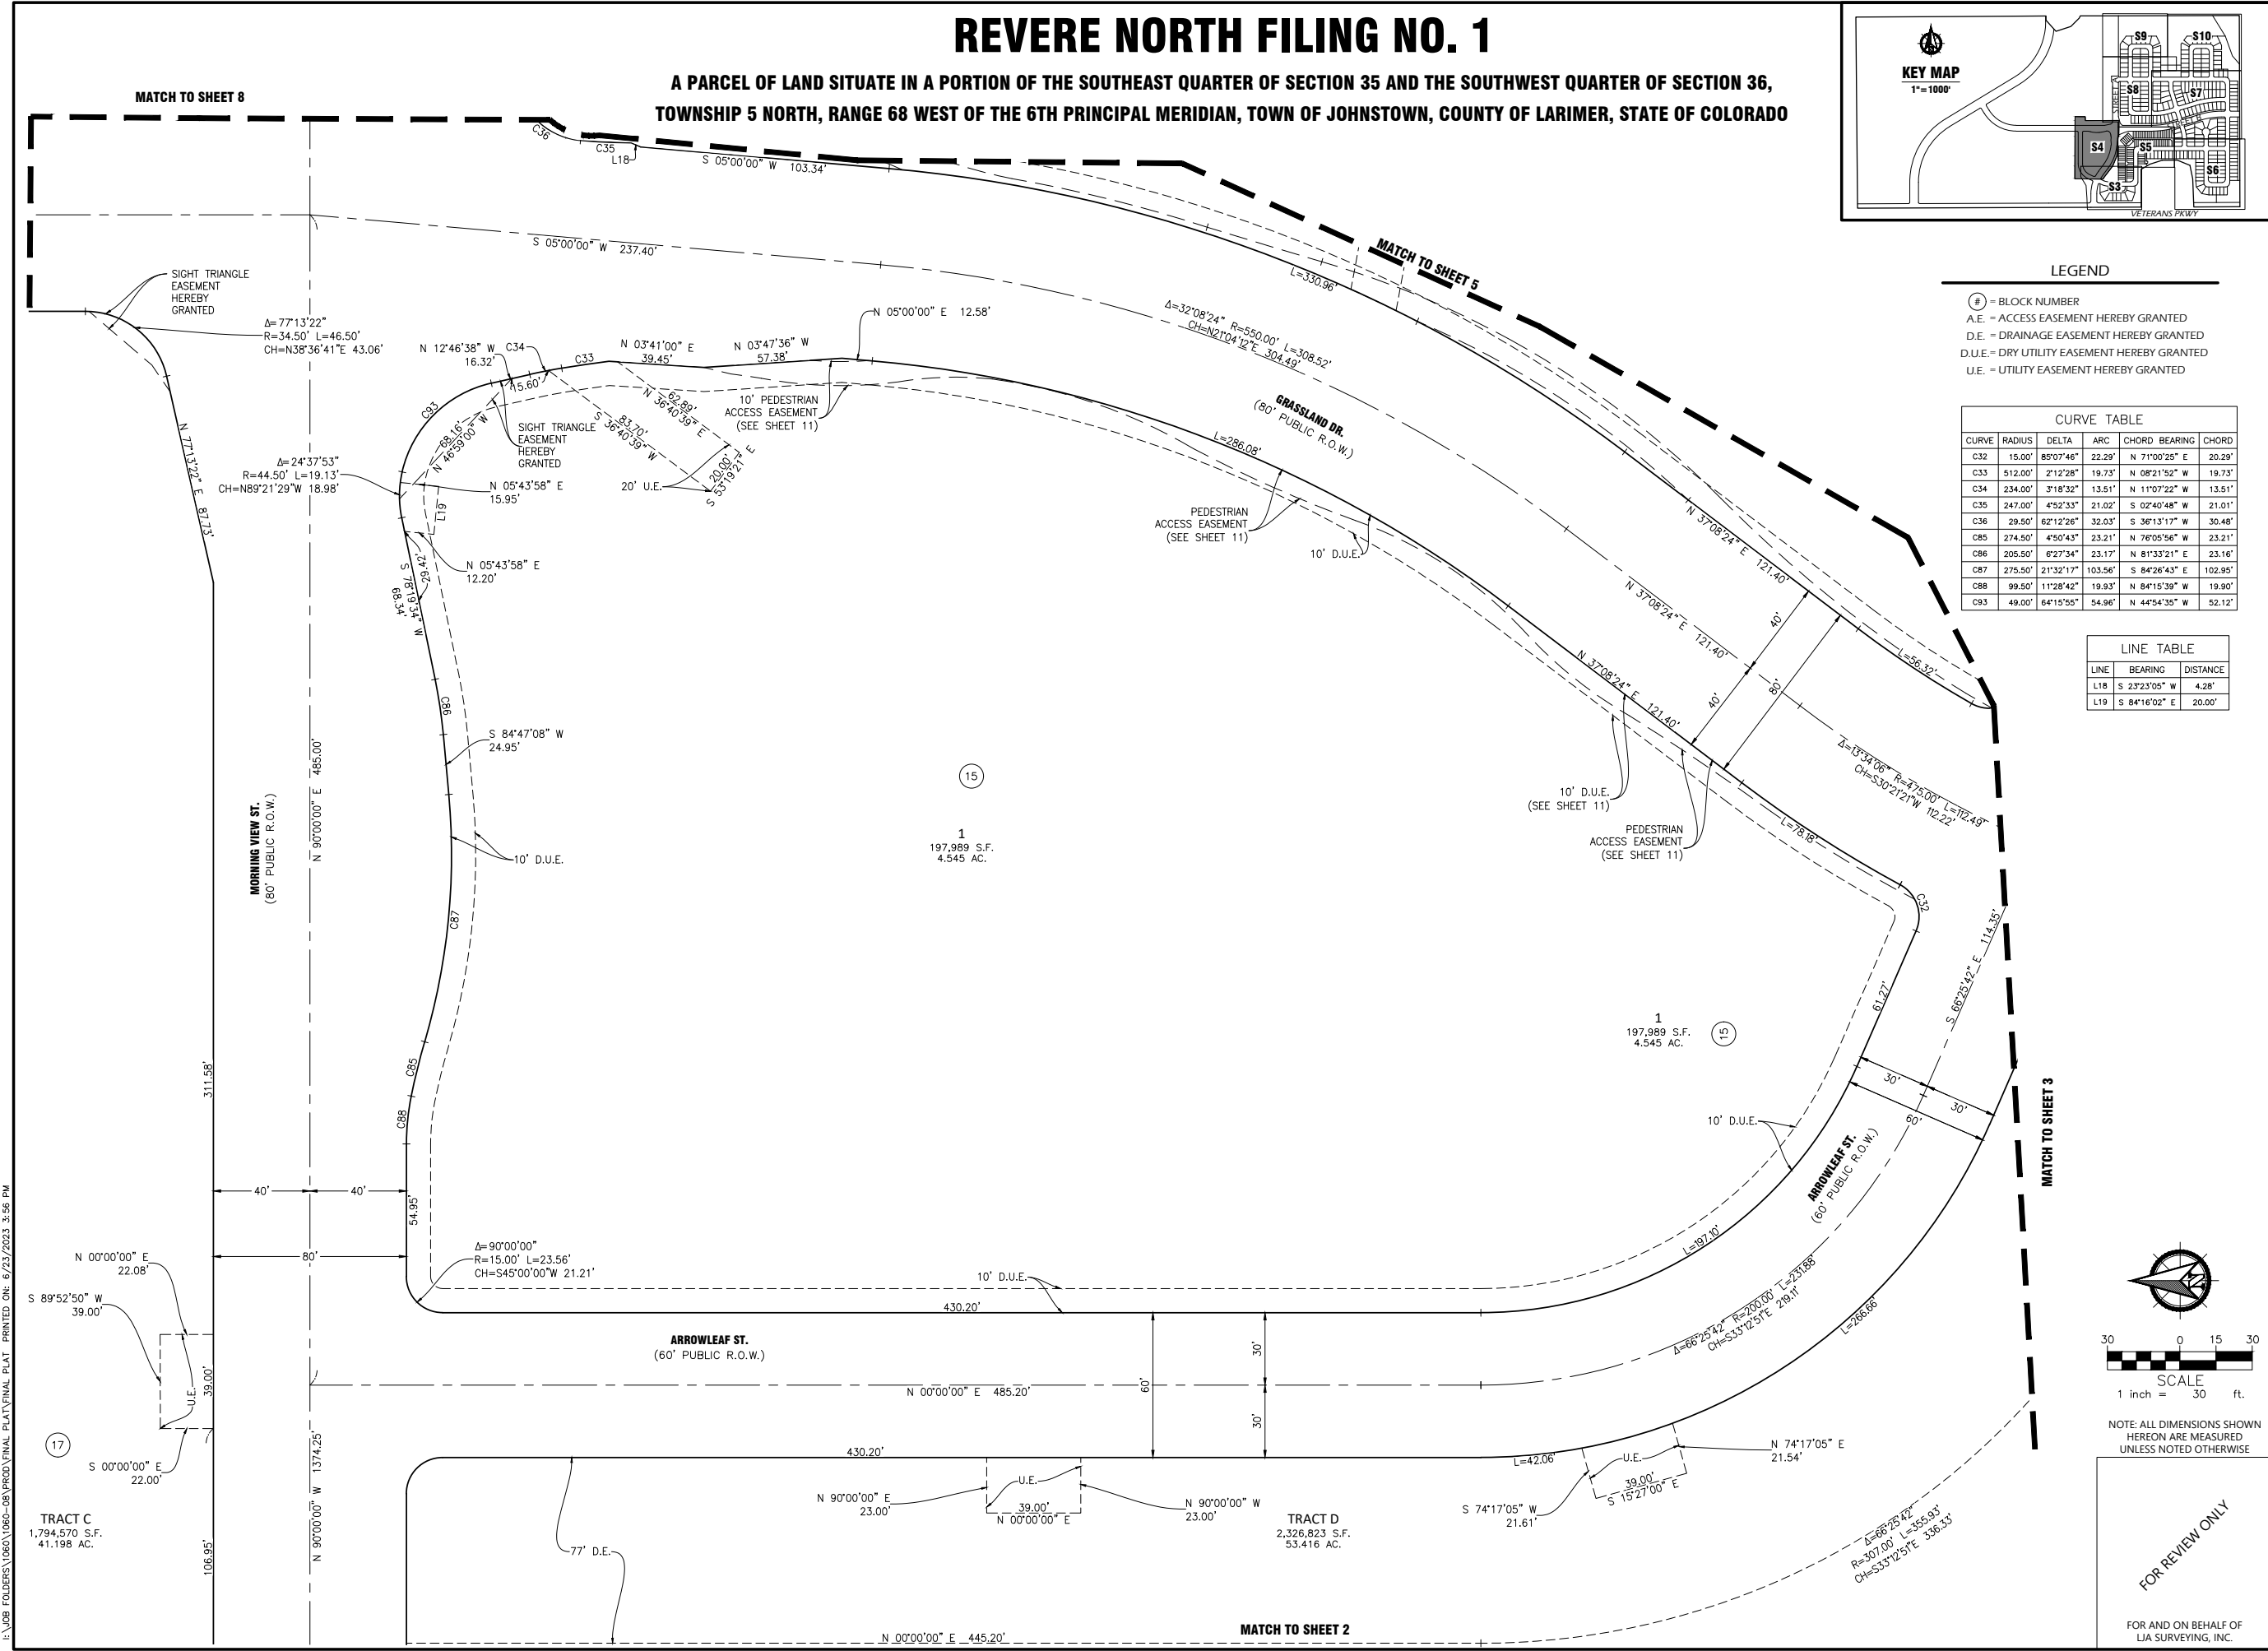 REVERE NORTH FILING NO. 1
A PARCEL OF LAND SITUATE IN A PORTION OF THE SOUTHEAST QUARTER OF SECTION 35 AND THE SOUTHWEST QUARTER OF SECTION 36,
TOWNSHIP 5 NORTH, RANGE 68 WEST OF THE 6TH PRINCIPAL MERIDIAN, TOWN OF JOHNSTOWN, COUNTY OF LARIMER, STATE OF COLORADO
KEY MAP
1"=1000'
S9
S10
S8
S7
S4
S5
S6
S3
VETERANS PKWY
MATCH TO SHEET 8
C36
C35
L18
S 05°00'00" W 103.34'
S 05°00'00" W 237.40'
MATCH TO SHEET 5
L=330.96'
Δ=32°08'24" R=550.00' L=308.52'
CH=N21°04'12"E 304.49'
GRASSLAND DR.
(80' PUBLIC R.O.W.)
SIGHT TRIANGLE
EASEMENT
HEREBY
GRANTED
Δ=77°13'22"
R=34.50' L=46.50'
CH=N38°36'41"E 43.06'
N 12°46'38" W
16.32'
C34
C33
15.60'
N 03°41'00" E
39.45'
N 03°47'36" W
57.38'
N 05°00'00" E 12.58'
C93
68.16'
N 46°59'00" W
SIGHT TRIANGLE
EASEMENT
HEREBY
GRANTED
62.89'
N 36°40'39" E
83.70'
S 36°40'39" W
20.00'
S 53°19'21" E
20' U.E.
10' PEDESTRIAN
ACCESS EASEMENT
(SEE SHEET 11)
L=286.08'
Δ=24°37'53"
R=44.50' L=19.13'
CH=N89°21'29"W 18.98'
N 05°43'58" E
15.95'
L19
N 05°43'58" E
12.20'
29.42'
S 78°19'34" W
68.34'
N 77°13'22" E 87.73'
PEDESTRIAN
ACCESS EASEMENT
(SEE SHEET 11)
10' D.U.E.
N 37°08'24" E 121.40'
N 37°08'24" E 121.40'
N 37°08'24" E 121.40'
40'
40'
80'
L=56.32'
C86
S 84°47'08" W
24.95'
MORNING VIEW ST.
(80' PUBLIC R.O.W.)
N 90°00'00" E 485.00'
10' D.U.E.
C87
15
1
197,989 S.F.
4.545 AC.
10' D.U.E.
(SEE SHEET 11)
PEDESTRIAN
ACCESS EASEMENT
(SEE SHEET 11)
Δ=13°34'06" R=475.00' L=112.49'
CH=S30°21'21"W 112.22'
L=78.18'
C32
61.27'
S 66°25'42" E 114.35'
1
197,989 S.F.
4.545 AC.
15
30'
30'
60'
MATCH TO SHEET 3
10' D.U.E.
ARROWLEAF ST.
(60' PUBLIC R.O.W.)
L=197.10'
Δ=66°25'42" R=200.00' L=231.88'
CH=S33°12'51"E 219.11'
L=266.66'
311.58'
C85
C88
54.95'
40'
40'
80'
Δ=90°00'00"
R=15.00' L=23.56'
CH=S45°00'00"W 21.21'
10' D.U.E.
430.20'
ARROWLEAF ST.
(60' PUBLIC R.O.W.)
N 00°00'00" E 485.20'
60'
30'
30'
430.20'
N 00°00'00" E
22.08'
S 89°52'50" W
39.00'
U.E.
39.00'
17
S 00°00'00" E
22.00'
TRACT C
1,794,570 S.F.
41.198 AC.
106.95'
N 90°00'00" W 1374.25'
77' D.E.
N 90°00'00" E
23.00'
U.E.
39.00'
N 00°00'00" E
N 90°00'00" W
23.00'
TRACT D
2,326,823 S.F.
53.416 AC.
L=42.06'
U.E.
39.00'
S 15°27'00" E
S 74°17'05" W
21.61'
N 74°17'05" E
21.54'
Δ=66°25'42"
R=307.00' L=355.93'
CH=S33°12'51"E 336.33'
N 00°00'00" E 445.20'
MATCH TO SHEET 2
LEGEND
# = BLOCK NUMBER
A.E. = ACCESS EASEMENT HEREBY GRANTED
D.E. = DRAINAGE EASEMENT HEREBY GRANTED
D.U.E. = DRY UTILITY EASEMENT HEREBY GRANTED
U.E. = UTILITY EASEMENT HEREBY GRANTED
CURVE TABLE
CURVE RADIUS DELTA ARC CHORD BEARING CHORD
C32 15.00' 85°07'46" 22.29' N 71°00'25" E 20.29'
C33 512.00' 2°12'28" 19.73' N 08°21'52" W 19.73'
C34 234.00' 3°18'32" 13.51' N 11°07'22" W 13.51'
C35 247.00' 4°52'33" 21.02' S 02°40'48" W 21.01'
C36 29.50' 62°12'26" 32.03' S 36°13'17" W 30.48'
C85 274.50' 4°50'43" 23.21' N 76°05'56" W 23.21'
C86 205.50' 6°27'34" 23.17' N 81°33'21" E 23.16'
C87 275.50' 21°32'17" 103.56' S 84°26'43" E 102.95'
C88 99.50' 11°28'42" 19.93' N 84°15'39" W 19.90'
C93 49.00' 64°15'55" 54.96' N 44°54'35" W 52.12'
LINE TABLE
LINE BEARING DISTANCE
L18 S 23°23'05" W 4.28'
L19 S 84°16'02" E 20.00'
30 0 15 30
SCALE
1 inch = 30 ft.
NOTE: ALL DIMENSIONS SHOWN
HEREON ARE MEASURED
UNLESS NOTED OTHERWISE
FOR REVIEW ONLY
FOR AND ON BEHALF OF
LJA SURVEYING, INC.
I:\JOB FOLDERS\1060\1060-08\PROD\FINAL PLAT\FINAL PLAT PRINTED ON: 6/23/2023 3:56 PM